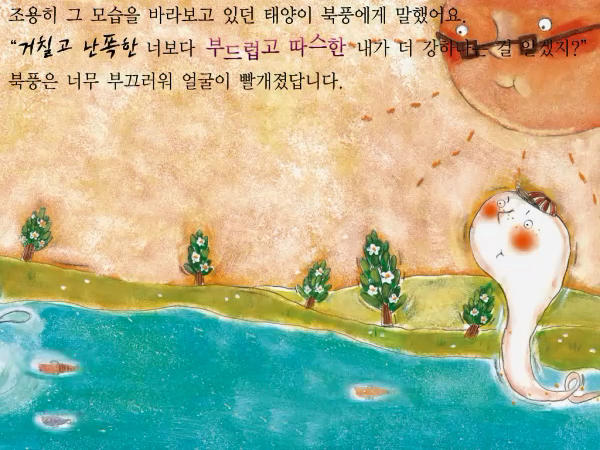 조용히 그 모습을 바라보고 있던 태양이 북풍에게 말했어요.
“거칠고 난폭한 너보다 부드럽고 따스한 내가 더 강하다는 걸 알겠지?”
북풍은 너무 부끄러워 얼굴이 빨개졌답니다.